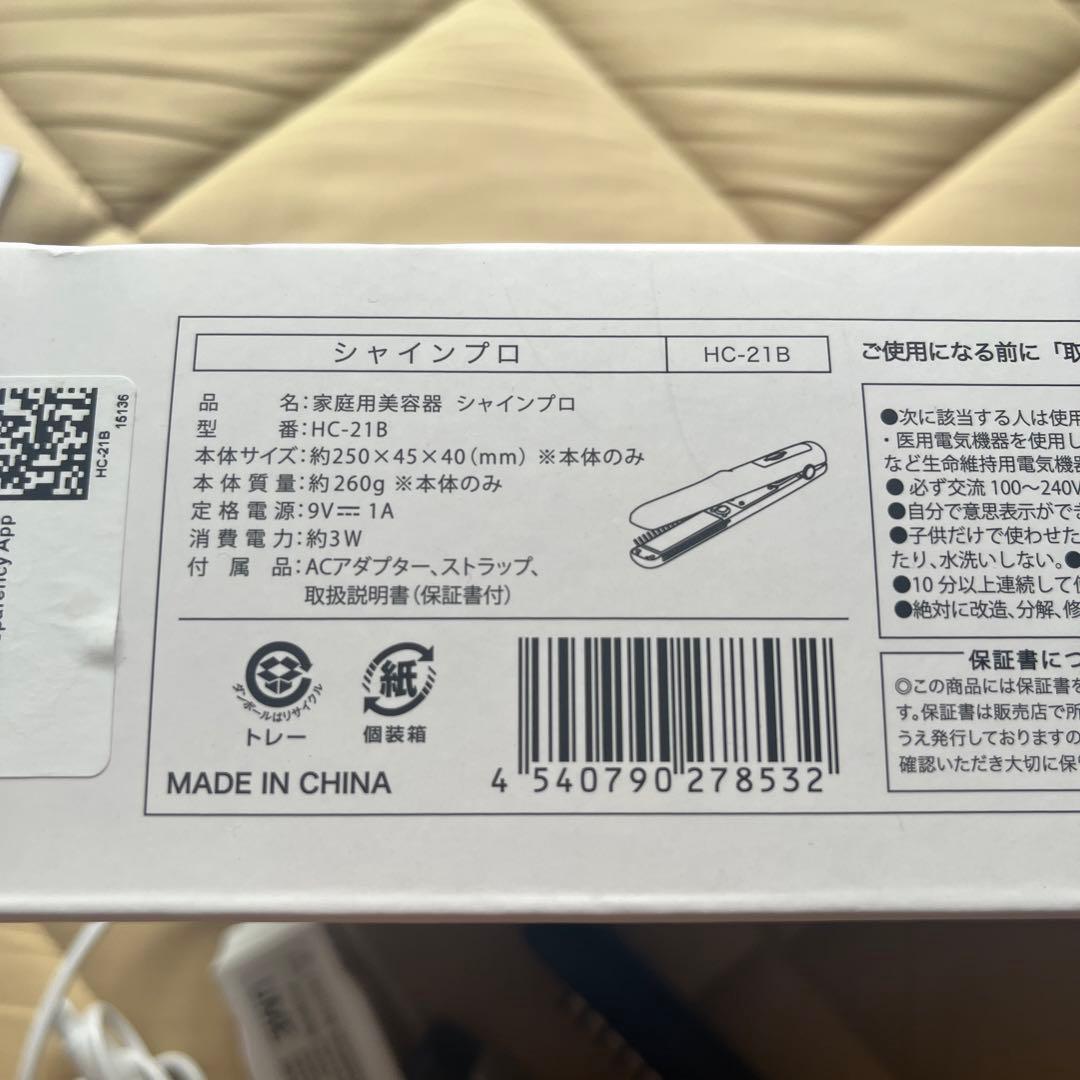 シャインプロ HC-21B
品名:家庭用美容器 シャインプロ
型番:HC-21B
本体サイズ:約250×45×40(mm) ※本体のみ
本体質量:約260g ※本体のみ
定格電源:9V⎓1A
消費電力:約3W
付属品:ACアダプター、ストラップ、
取扱説明書(保証書付)
ダンボールはリサイクル
トレー
紙
個装箱
MADE IN CHINA
4 540790 278532
ご使用になる前に「取
●次に該当する人は使用
・医用電気機器を使用し
など生命維持用電気機器
●必ず交流100~240V
●自分で意思表示ができ
●子供だけで使わせた
たり、水洗いしない。●
●10分以上連続して使
●絶対に改造、分解、修
保証書につ
◎この商品には保証書を
す。保証書は販売店で所
うえ発行しておりますの
確認いただき大切に保管
HC-21B
15136
parency App